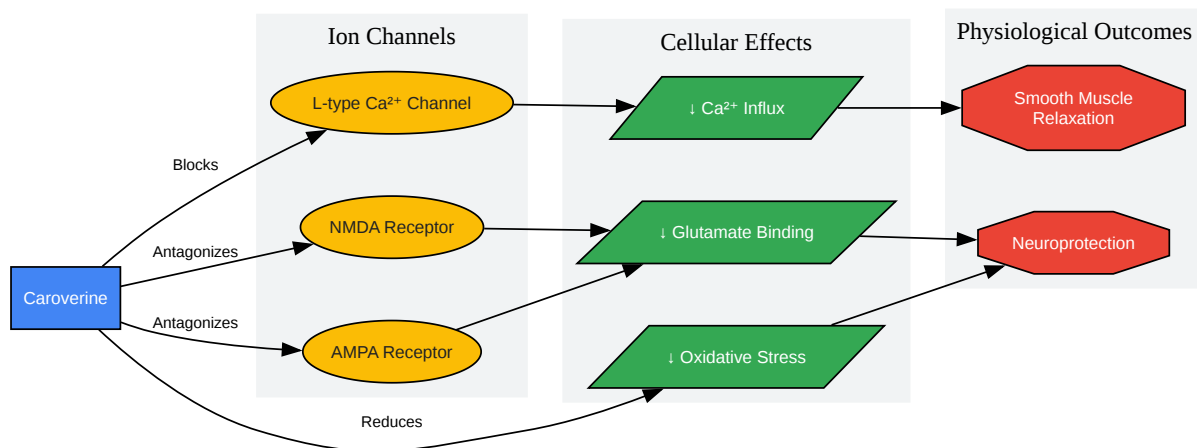 Ion Channels
Cellular Effects
Physiological Outcomes
L-type Ca²⁺ Channel
↓ Ca²⁺ Influx
Smooth Muscle
Relaxation
Blocks
NMDA Receptor
↓ Glutamate Binding
Neuroprotection
Antagonizes
Caroverine
Antagonizes
AMPA Receptor
↓ Oxidative Stress
Reduces